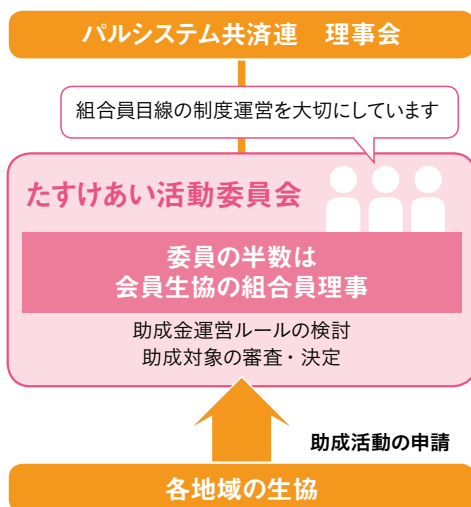 パルシステム共済連　理事会
組合員目線の制度運営を大切にしています
たすけあい活動委員会
委員の半数は
会員生協の組合員理事
助成金運営ルールの検討
助成対象の審査・決定
助成活動の申請
各地域の生協